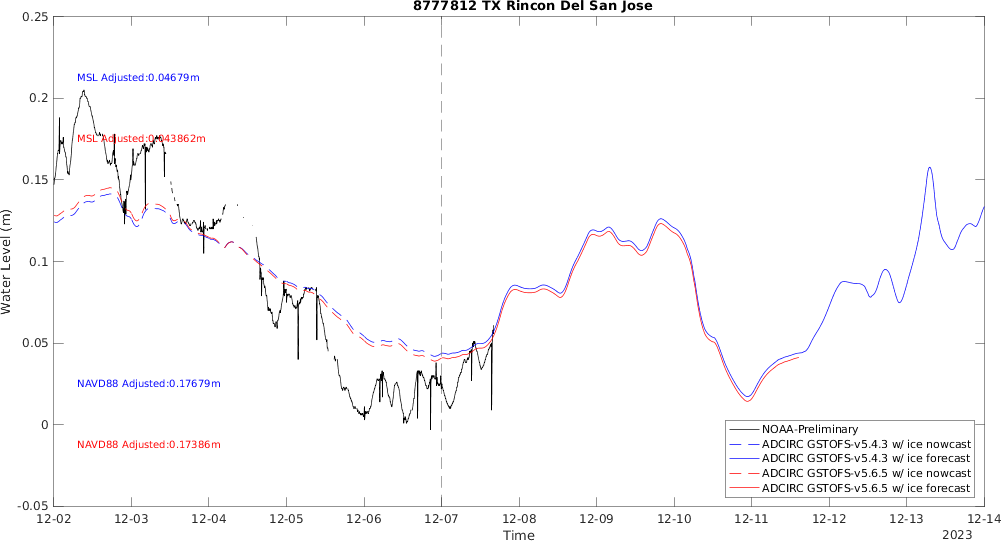 8777812 TX Rincon Del San Jose
0.25
0.2
0.15
0.1
0.05
0
-0.05
Water Level (m)
MSL Adjusted:0.04679m
MSL Adjusted:0.043862m
NAVD88 Adjusted:0.17679m
NAVD88 Adjusted:0.17386m
NOAA-Preliminary
ADCIRC GSTOFS-v5.4.3 w/ ice nowcast
ADCIRC GSTOFS-v5.4.3 w/ ice forecast
ADCIRC GSTOFS-v5.6.5 w/ ice nowcast
ADCIRC GSTOFS-v5.6.5 w/ ice forecast
12-02 12-03 12-04 12-05 12-06 12-07 12-08 12-09 12-10 12-11 12-12 12-13 12-14
Time
2023